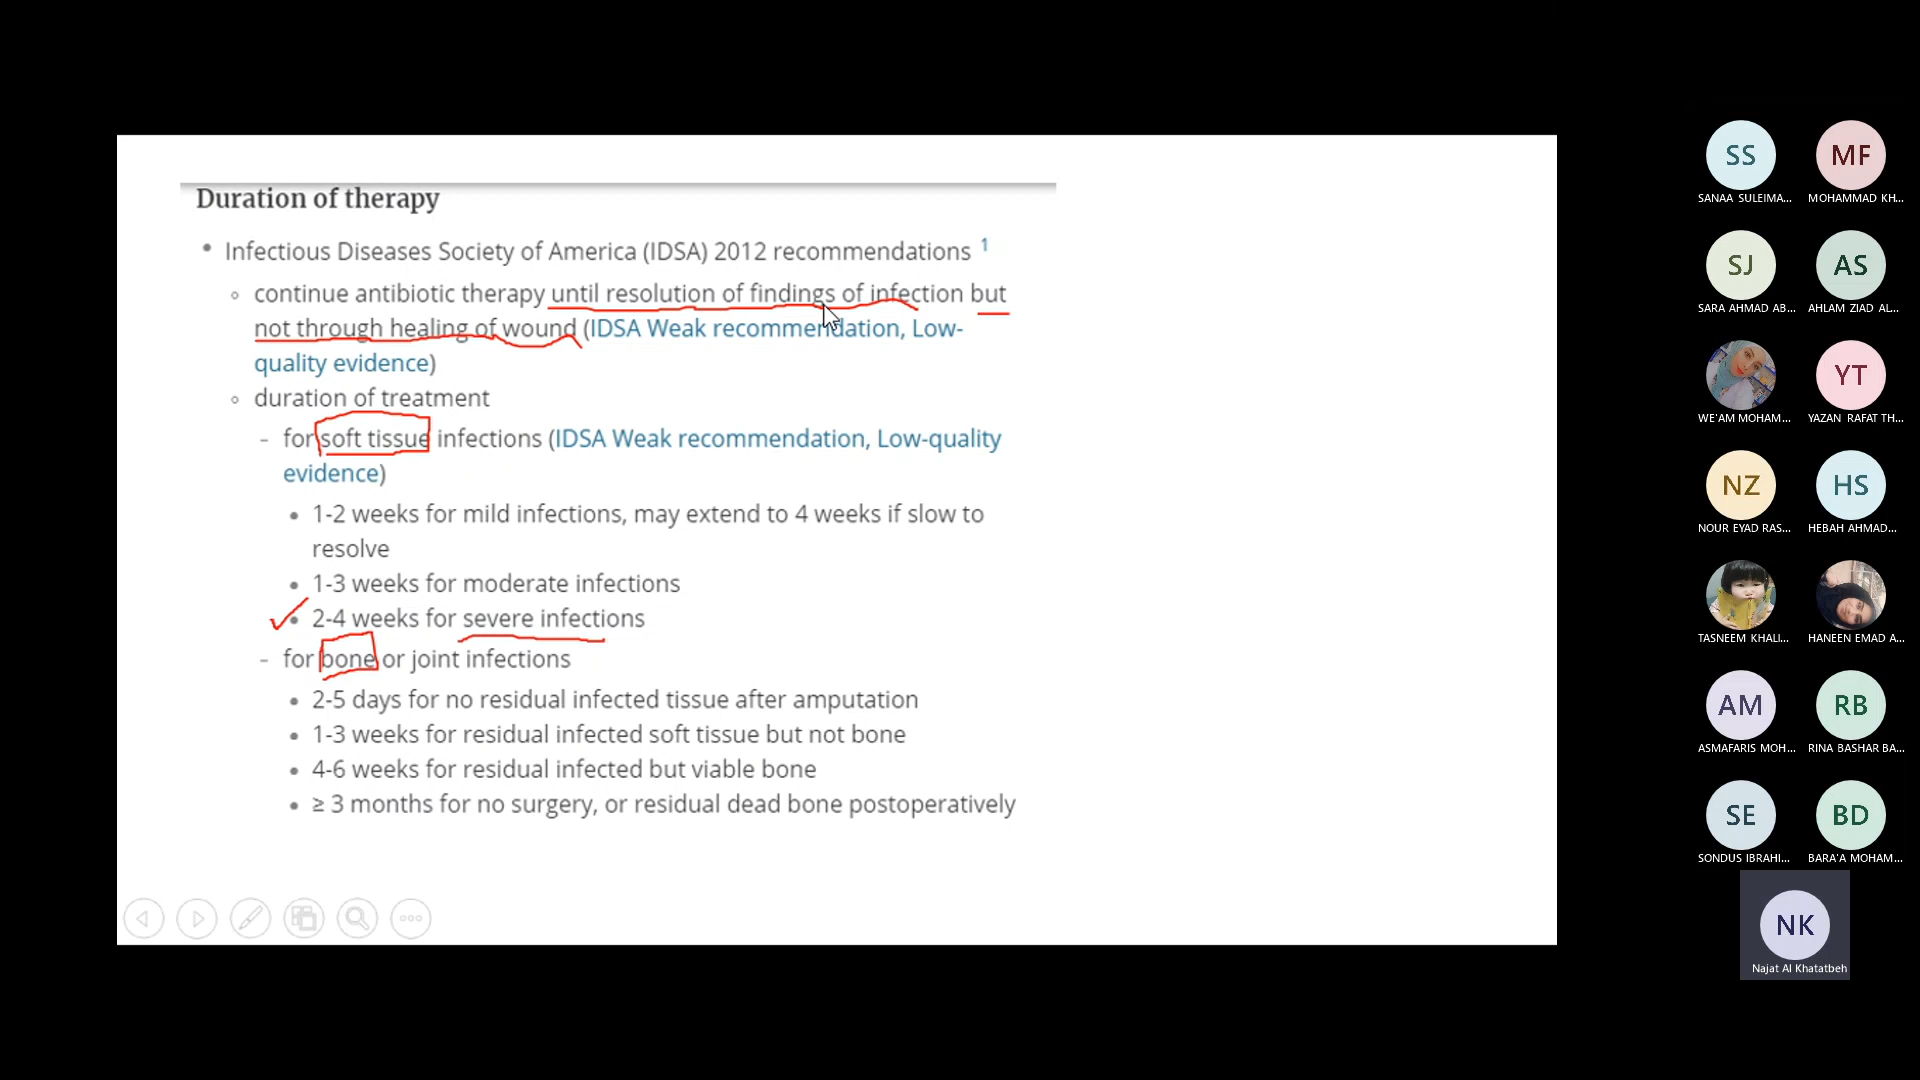 Duration of therapy
• Infectious Diseases Society of America (IDSA) 2012 recommendations 1
◦ continue antibiotic therapy until resolution of findings of infection but
not through healing of wound (IDSA Weak recommendation, Low-
quality evidence)
◦ duration of treatment
- for soft tissue infections (IDSA Weak recommendation, Low-quality
evidence)
• 1-2 weeks for mild infections, may extend to 4 weeks if slow to
resolve
• 1-3 weeks for moderate infections
• 2-4 weeks for severe infections
- for bone or joint infections
• 2-5 days for no residual infected tissue after amputation
• 1-3 weeks for residual infected soft tissue but not bone
• 4-6 weeks for residual infected but viable bone
• ≥ 3 months for no surgery, or residual dead bone postoperatively
SS MF
SANAA SULEIMA... MOHAMMAD KH...
SJ AS
SARA AHMAD AB... AHLAM ZIAD AL...
YT
WE'AM MOHAM... YAZAN RAFAT TH...
NZ HS
NOUR EYAD RAS... HEBAH AHMAD...
TASNEEM KHALI... HANEEN EMAD A...
AM RB
ASMAFARIS MOH... RINA BASHAR BA...
SE BD
SONDUS IBRAHI... BARA'A MOHAM...
NK
Najat Al Khatatbeh